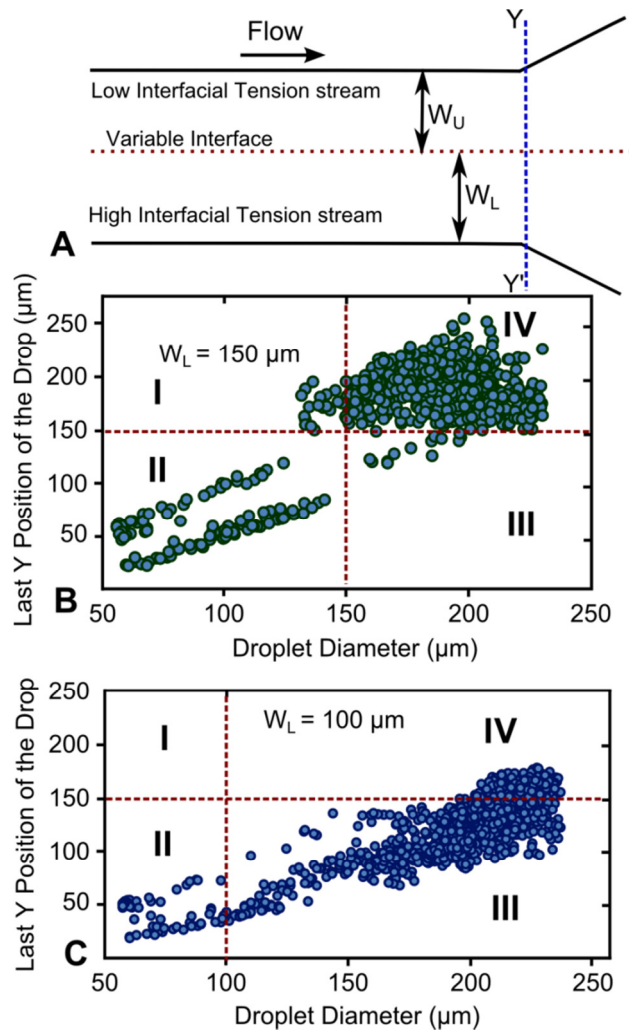 Flow
Y
Low Interfacial Tension stream
W_U
Variable Interface
W_L
High Interfacial Tension stream
A
Y'
Last Y Position of the Drop (μm)
250
200
150
100
50
W_L = 150 μm
I
IV
II
III
B
50 100 150 200 250
Droplet Diameter (μm)
Last Y Position of the Drop
250
200
150
100
50
W_L = 100 μm
I
IV
II
III
C
50 100 150 200 250
Droplet Diameter (μm)